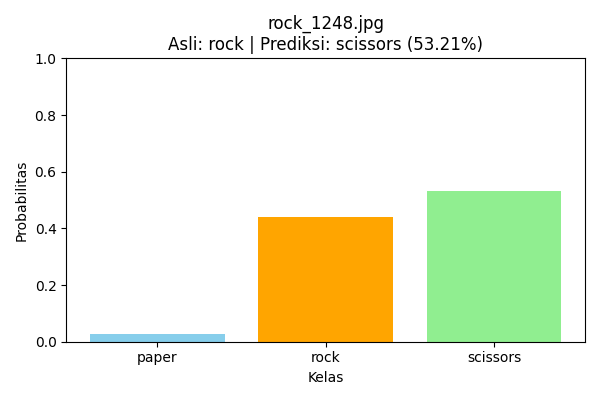 rock_1248.jpg
Asli: rock | Prediksi: scissors (53.21%)
1.0
0.8
0.6
0.4
0.2
0.0
Probabilitas
paper
rock
scissors
Kelas